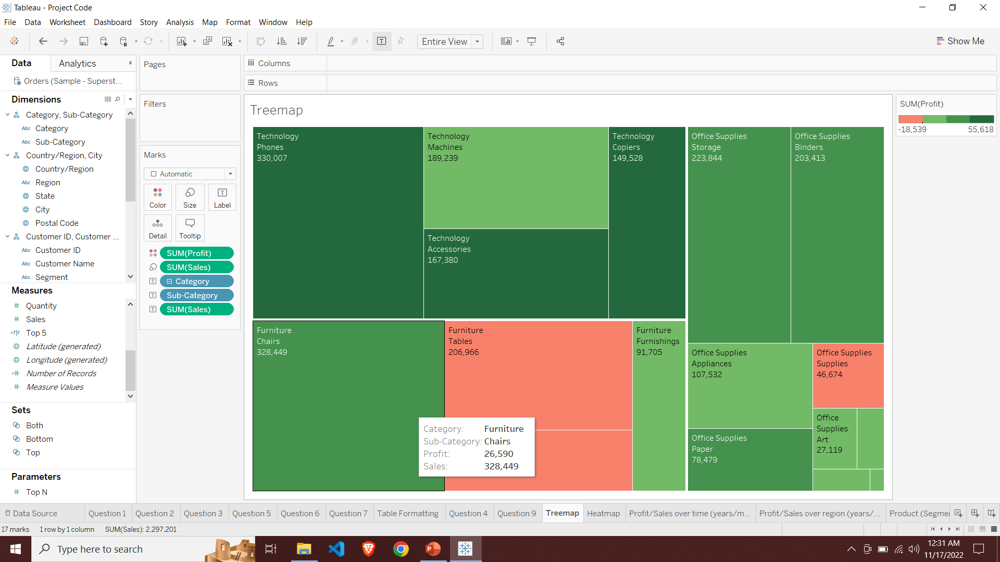 Tableau - Project Code
File Data Worksheet Dashboard Story Analysis Map Format Window Help
Entire View
Show Me
Data Analytics
Orders (Sample - Superst...
Dimensions
Category, Sub-Category
Abc Category
Abc Sub-Category
Country/Region, City
Country/Region
Abc Region
State
City
Postal Code
Customer ID, Customer ...
Abc Customer ID
Abc Customer Name
Abc Segment
Measures
# Quantity
# Sales
=T|F Top 5
Latitude (generated)
Longitude (generated)
=# Number of Records
# Measure Values
Sets
Both
Bottom
Top
Parameters
# Top N
Pages
Filters
Marks
Automatic
Color Size Label
Detail Tooltip
SUM(Profit)
SUM(Sales)
Category
Sub-Category
SUM(Sales)
Columns
Rows
Treemap
Technology
Phones
330,007
Technology
Machines
189,239
Technology
Accessories
167,380
Technology
Copiers
149,528
Furniture
Chairs
328,449
Furniture
Tables
206,966
Furniture
Furnishings
91,705
Office Supplies
Storage
223,844
Office Supplies
Binders
203,413
Office Supplies
Appliances
107,532
Office Supplies
Supplies
46,674
Office Supplies
Paper
78,479
Office
Supplies
Art
27,119
Category: Furniture
Sub-Category: Chairs
Profit: 26,590
Sales: 328,449
SUM(Profit)
-18,539 55,618
Data Source Question 1 Question 2 Question 3 Question 5 Question 6 Question 7 Table Formatting Question 4 Question 9 Treemap Heatmap Profit/Sales over time (years/m... Profit/Sales over region (years/... Product (Segmer
17 marks 1 row by 1 column SUM(Sales): 2,297,201
Type here to search
12:31 AM
11/17/2022